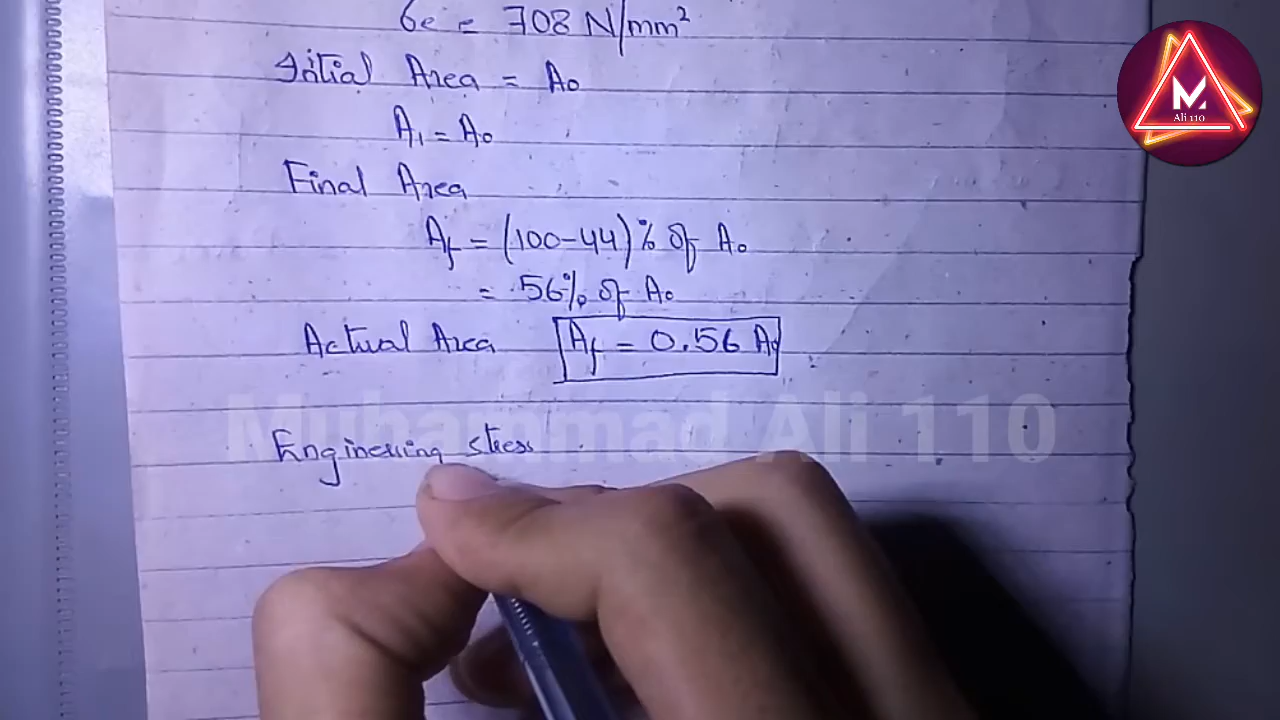 σe = 708 N/mm²
Initial Area = A₀
A₁ = A₀
Final Area
Af = (100-44)% of A₀
= 56% of A₀
Actual Area Af = 0.56 A₀
Muhammad Ali 110
Engineering stress
M
Ali 110